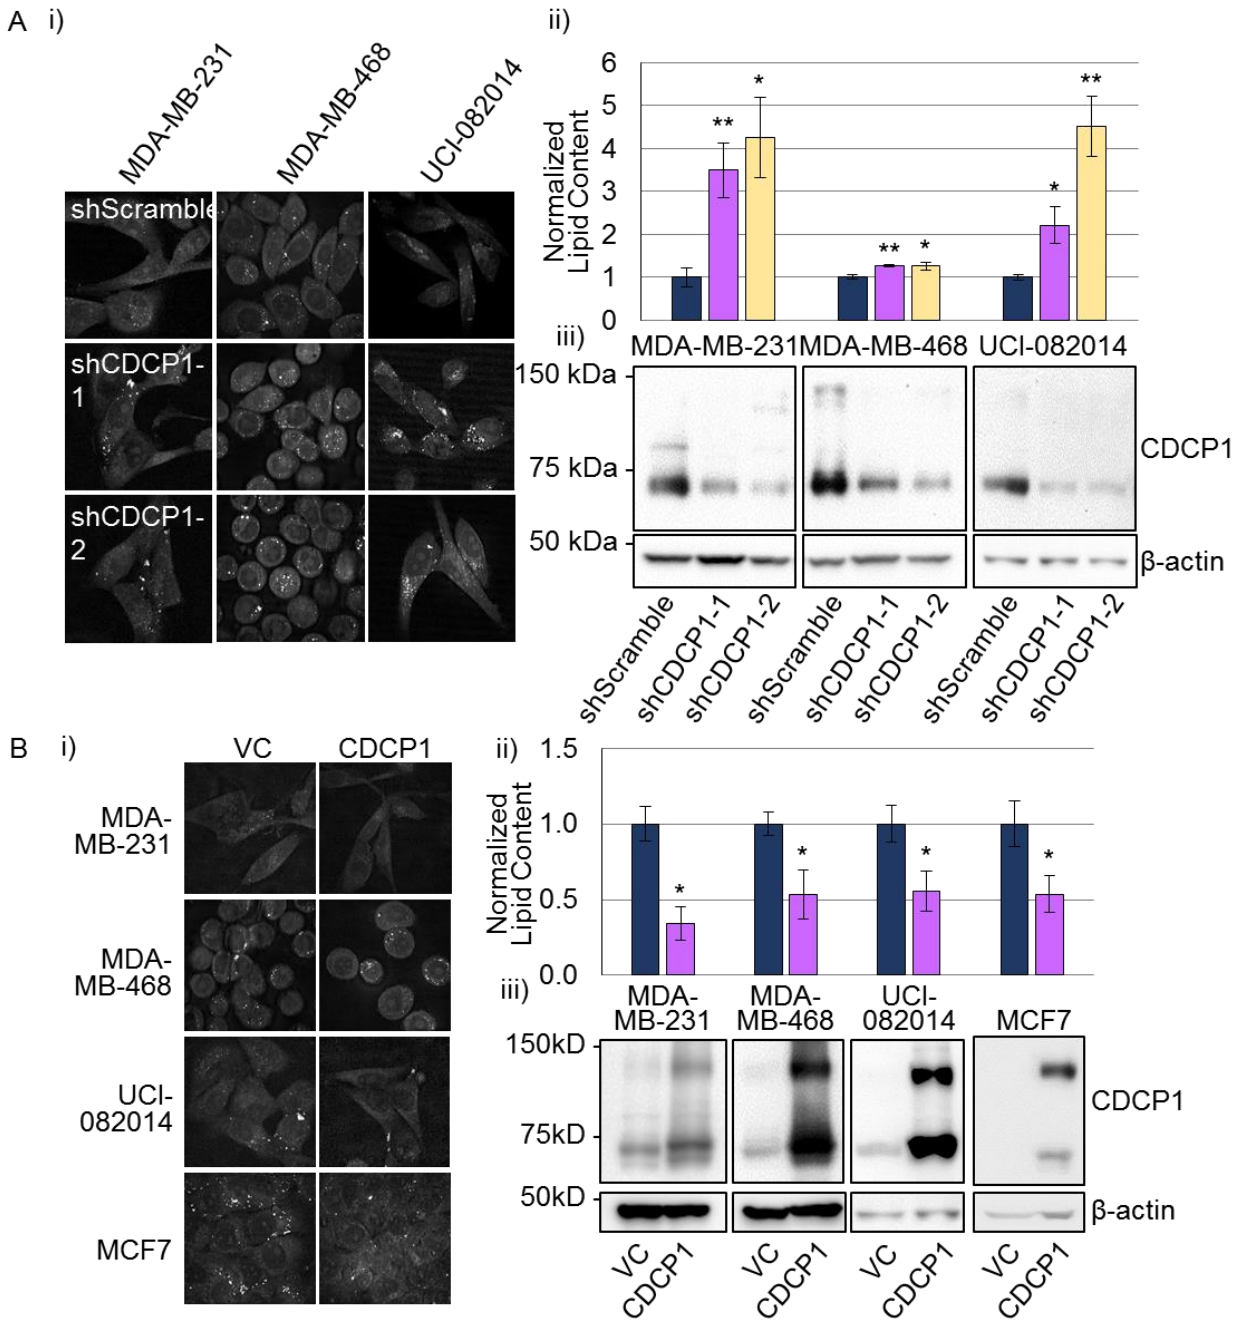 A i) ii)
MDA-MB-231
MDA-MB-468
UCI-082014
shScramble
shCDCP1-
1
shCDCP1-
2
Normalized
Lipid Content
6
5
4
3
2
1
0
** * ** * * **
iii)
MDA-MB-231 MDA-MB-468 UCI-082014
150 kDa
75 kDa
50 kDa
CDCP1
β-actin
shScramble
shCDCP1-1
shCDCP1-2
shScramble
shCDCP1-1
shCDCP1-2
shScramble
shCDCP1-1
shCDCP1-2
B i) ii)
VC CDCP1
MDA-
MB-231
MDA-
MB-468
UCI-
082014
MCF7
Normalized
Lipid Content
1.5
1.0
0.5
0.0
* * * *
iii)
MDA-
MB-231
MDA-
MB-468
UCI-
082014
MCF7
150kD
75kD
50kD
CDCP1
β-actin
VC
CDCP1
VC
CDCP1
VC
CDCP1
VC
CDCP1